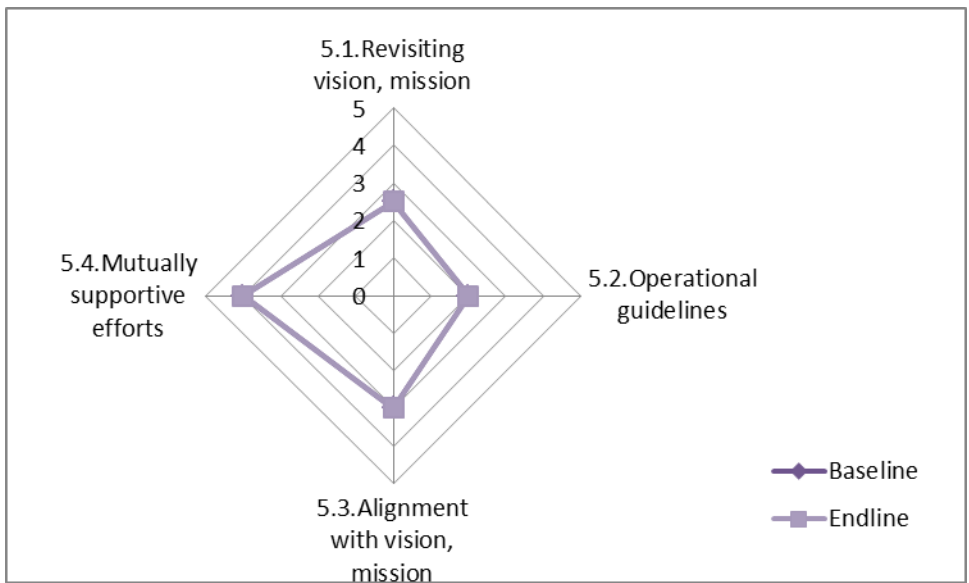 5.1.Revisiting
vision, mission
5
4
3
2
1
0
5.4.Mutually
supportive
efforts
5.2.Operational
guidelines
5.3.Alignment
with vision,
mission
Baseline
Endline